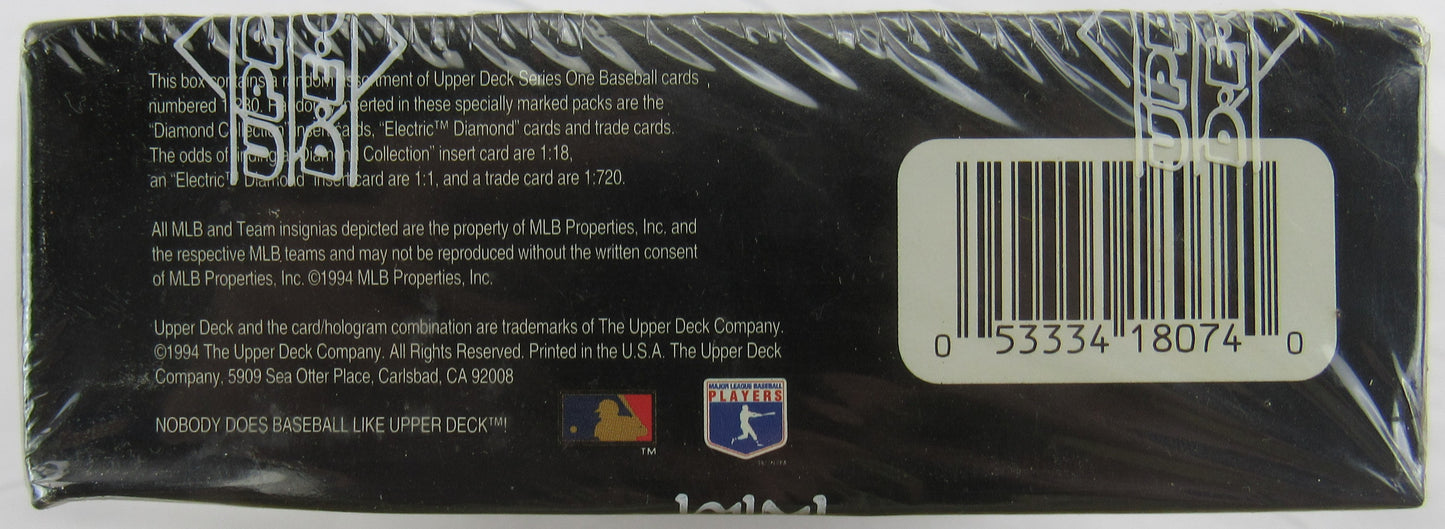 UPPER DECK
UPPER DECK
This box contains a random assortment of Upper Deck Series One Baseball cards
numbered 1-280. Randomly inserted in these specially marked packs are the
"Diamond Collection" insert cards, "Electric™ Diamond" cards and trade cards.
The odds of finding a "Diamond Collection" insert card are 1:18,
an "Electric™ Diamond" insert card are 1:1, and a trade card are 1:720.
All MLB and Team insignias depicted are the property of MLB Properties, Inc. and
the respective MLB teams and may not be reproduced without the written consent
of MLB Properties, Inc. ©1994 MLB Properties, Inc.
Upper Deck and the card/hologram combination are trademarks of The Upper Deck Company.
©1994 The Upper Deck Company. All Rights Reserved. Printed in the U.S.A. The Upper Deck
Company, 5909 Sea Otter Place, Carlsbad, CA 92008
NOBODY DOES BASEBALL LIKE UPPER DECK™!
TM
MAJOR LEAGUE BASEBALL
PLAYERS
0 53334 18074 0